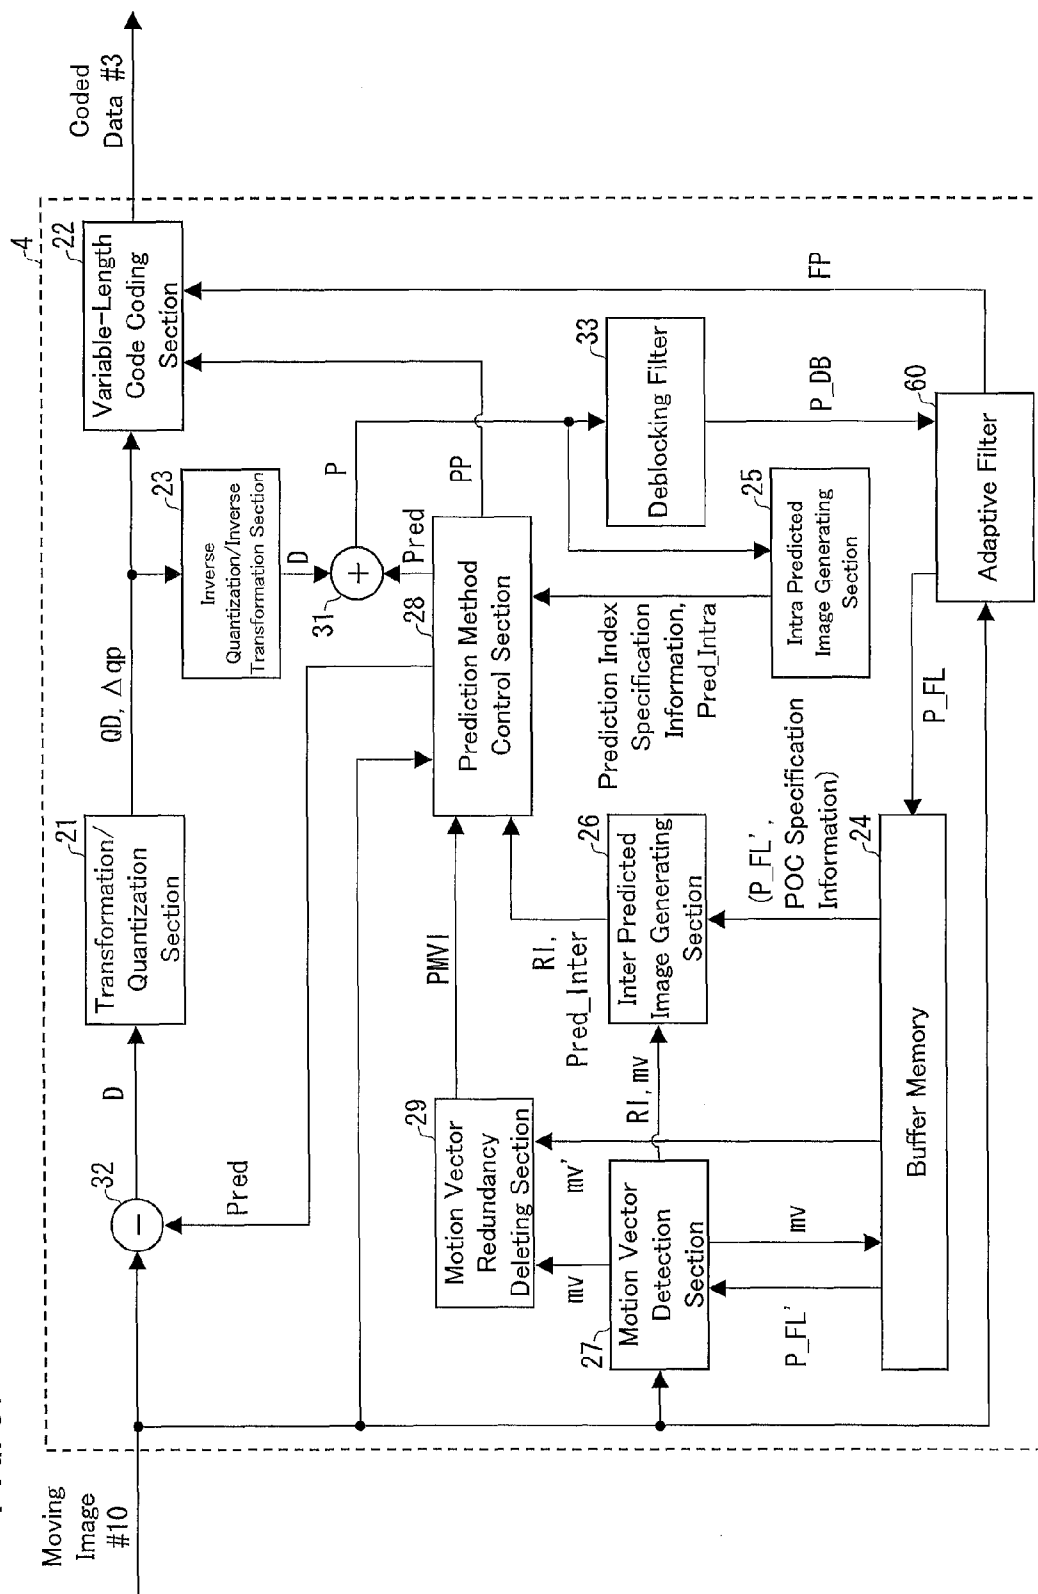 Moving
Image
#10
4
Coded
Data #3
32
D
Pred
21
Transformation/
Quantization
Section
QD, Δqp
22
Variable-Length
Code Coding
Section
23
Inverse
Quantization/Inverse
Transformation Section
D
31
P
Pred
PP
FP
29
Motion Vector
Redundancy
Deleting Section
PMVI
28
Prediction Method
Control Section
mv
mv'
RI,
Pred_Inter
Prediction Index
Specification
Information,
Pred_Intra
27
Motion Vector
Detection
Section
RI, mv
26
Inter Predicted
Image Generating
Section
33
Deblocking Filter
25
Intra Predicted
Image Generating
Section
P_DB
P_FL'
mv
(P_FL',
POC Specification
Information)
P_FL
24
Buffer Memory
60
Adaptive Filter